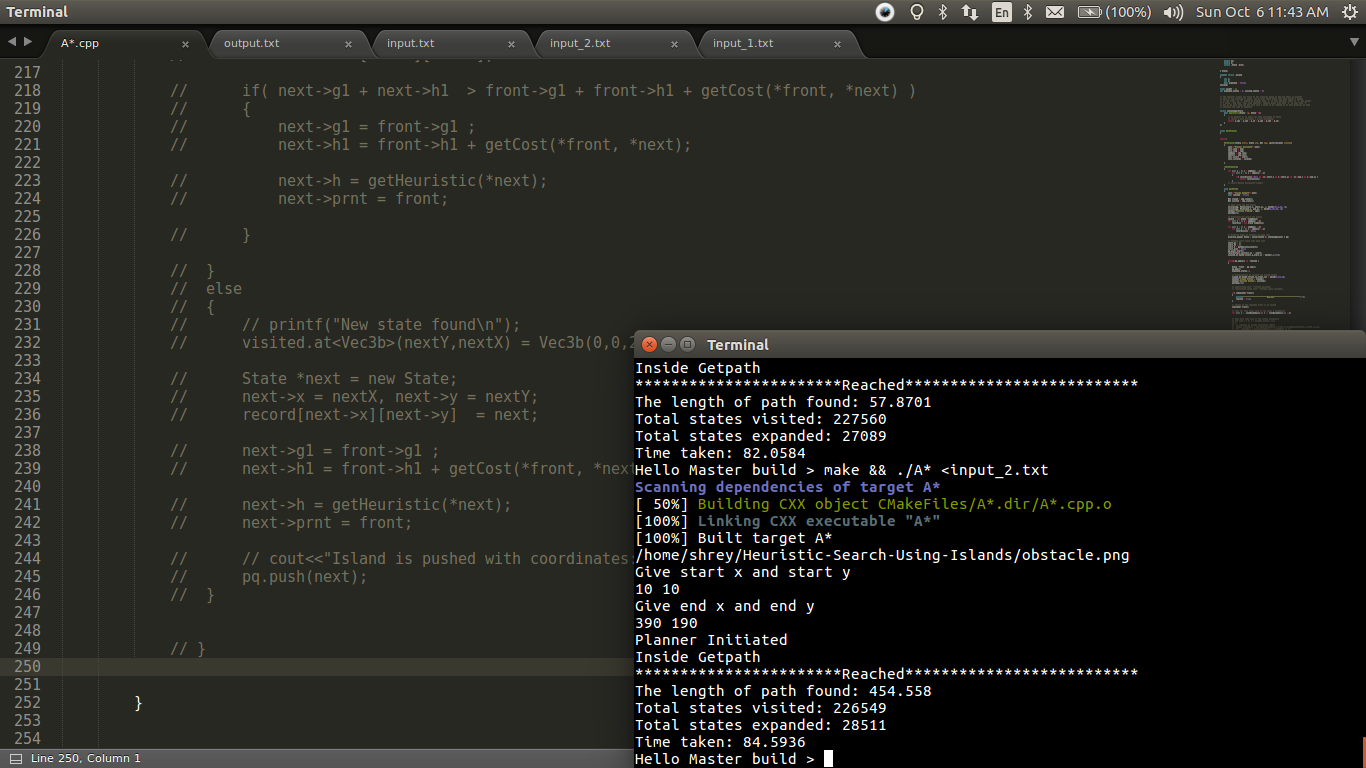 Terminal
En (100%) Sun Oct 6 11:43 AM
A*.cpp × output.txt × input.txt × input_2.txt × input_1.txt ×
217
218 // if( next->g1 + next->h1 > front->g1 + front->h1 + getCost(*front, *next) )
219 // {
220 // next->g1 = front->g1 ;
221 // next->h1 = front->h1 + getCost(*front, *next);
222
223 // next->h = getHeuristic(*next);
224 // next->prnt = front;
225
226 // }
227
228 // }
229 // else
230 // {
231 // // printf("New state found\n");
232 // visited.at<Vec3b>(nextY,nextX) = Vec3b(0,0,2
233
234 // State *next = new State;
235 // next->x = nextX, next->y = nextY;
236 // record[next->x][next->y] = next;
237
238 // next->g1 = front->g1 ;
239 // next->h1 = front->h1 + getCost(*front, *next
240
241 // next->h = getHeuristic(*next);
242 // next->prnt = front;
243
244 // // cout<<"Island is pushed with coordinates:
245 // pq.push(next);
246 // }
247
248
249 // }
250
251
252 }
253
254
Line 250, Column 1
Terminal
Inside Getpath
***********************Reached**************************
The length of path found: 57.8701
Total states visited: 227560
Total states expanded: 27089
Time taken: 82.0584
Hello Master build > make && ./A* <input_2.txt
Scanning dependencies of target A*
[ 50%] Building CXX object CMakeFiles/A*.dir/A*.cpp.o
[100%] Linking CXX executable "A*"
[100%] Built target A*
/home/shrey/Heuristic-Search-Using-Islands/obstacle.png
Give start x and start y
10 10
Give end x and end y
390 190
Planner Initiated
Inside Getpath
***********************Reached**************************
The length of path found: 454.558
Total states visited: 226549
Total states expanded: 28511
Time taken: 84.5936
Hello Master build >